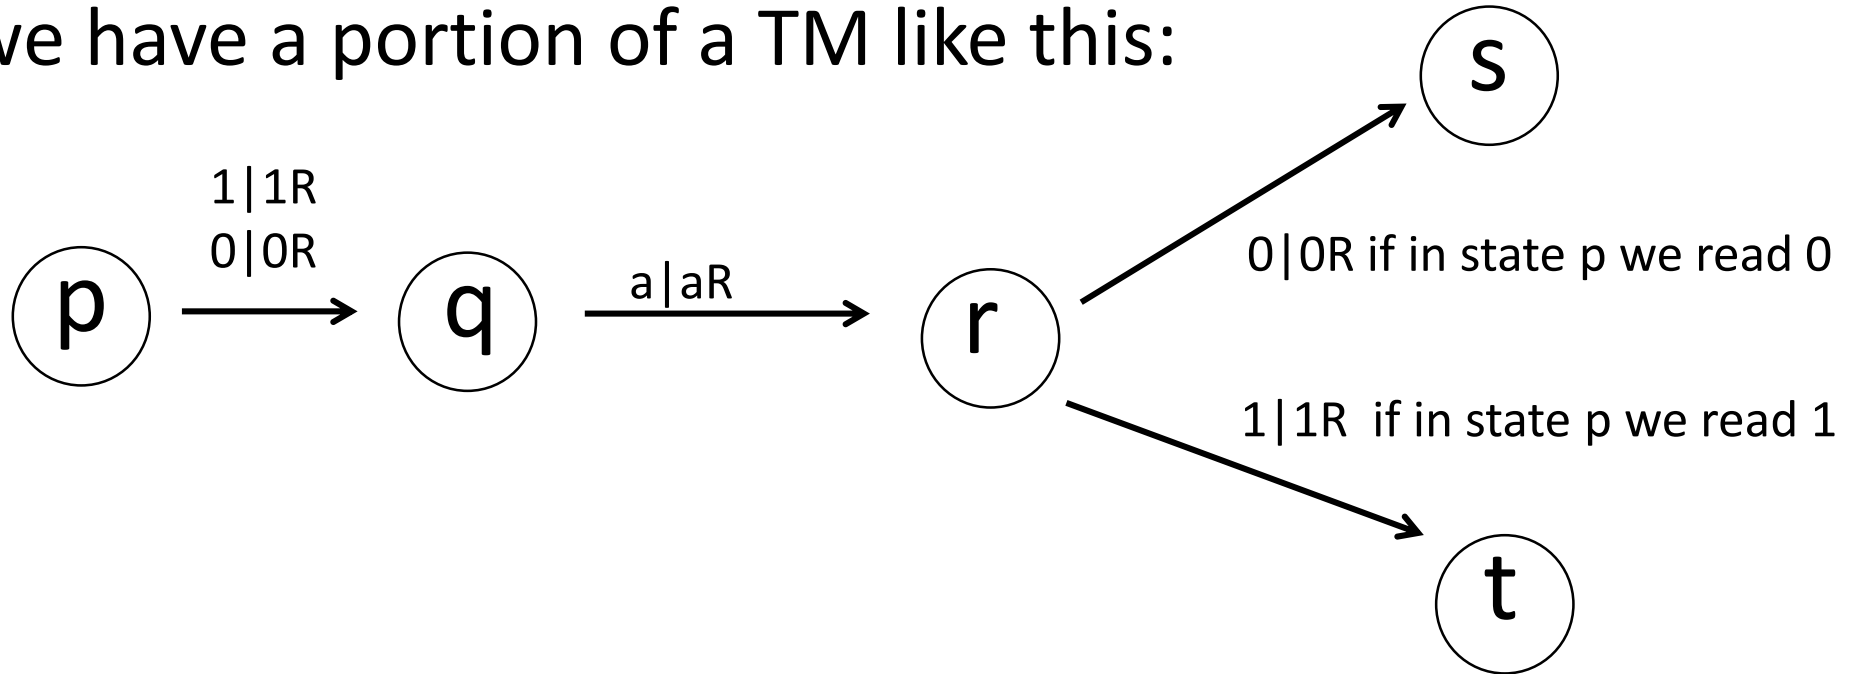 we have a portion of a TM like this:
s
1|1R
0|0R
0|0R if in state p we read 0
p
q
a|aR
r
1|1R  if in state p we read 1
t